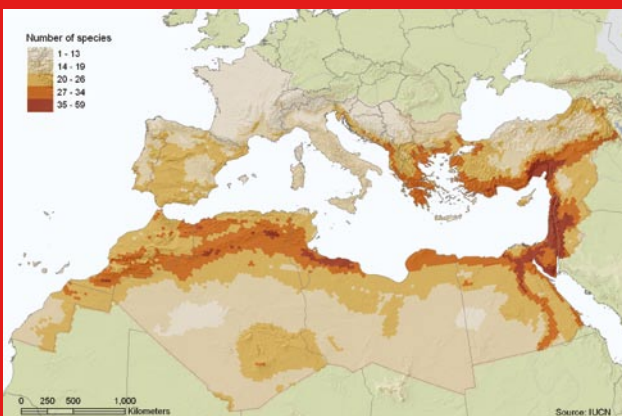 Number of species
1 - 13
14 - 19
20 - 26
27 - 34
35 - 59
0 250 500 1,000
Kilometers
Source: IUCN